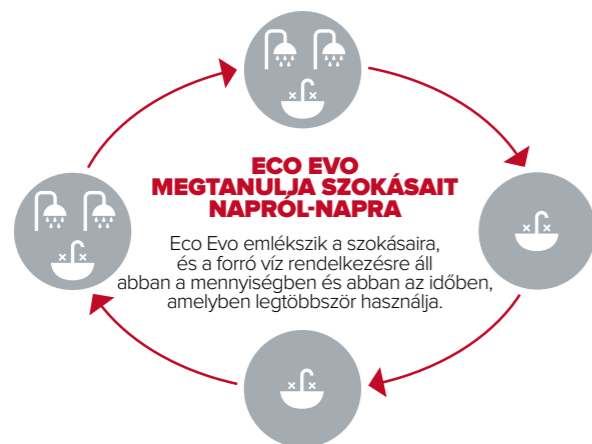 ECO EVO
MEGTANULJA SZOKÁSAIT
NAPRÓL-NAPRA
Eco Evo emlékszik a szokásaira,
és a forró víz rendelkezésre áll
abban a mennyiségben és abban az időben,
amelyben legtöbbször használja.